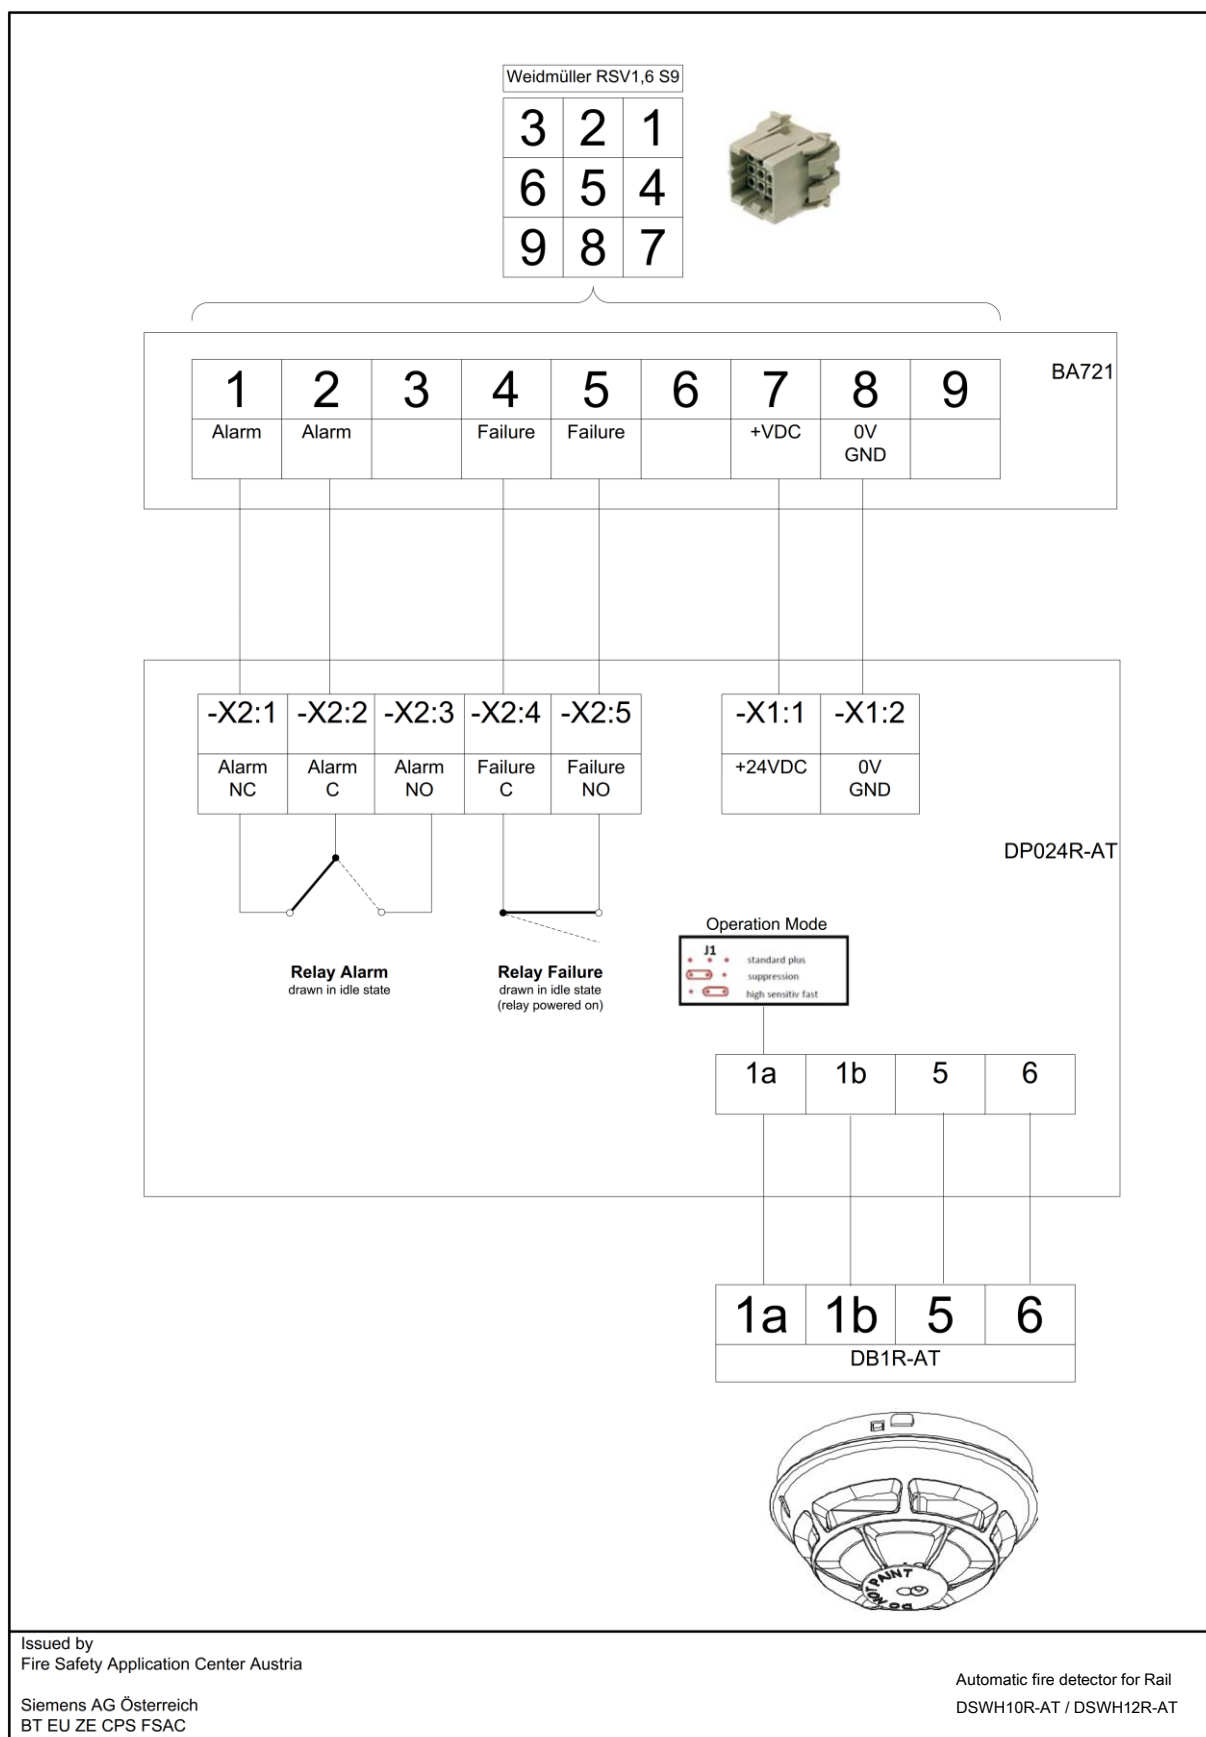 Weidmüller RSV1,6 S9
3 2 1
6 5 4
9 8 7
BA721
1 2 3 4 5 6 7 8 9
Alarm Alarm Failure Failure +VDC 0V
GND
-X2:1 -X2:2 -X2:3 -X2:4 -X2:5 -X1:1 -X1:2
Alarm Alarm Alarm Failure Failure +24VDC 0V
NC C NO C NO GND
DP024R-AT
Operation Mode
J1
standard plus
suppression
high sensitiv fast
Relay Alarm
drawn in idle state
Relay Failure
drawn in idle state
(relay powered on)
1a 1b 5 6
1a 1b 5 6
DB1R-AT
DO NOT PAINT
Issued by
Fire Safety Application Center Austria
Siemens AG Österreich
BT EU ZE CPS FSAC
Automatic fire detector for Rail
DSWH10R-AT / DSWH12R-AT